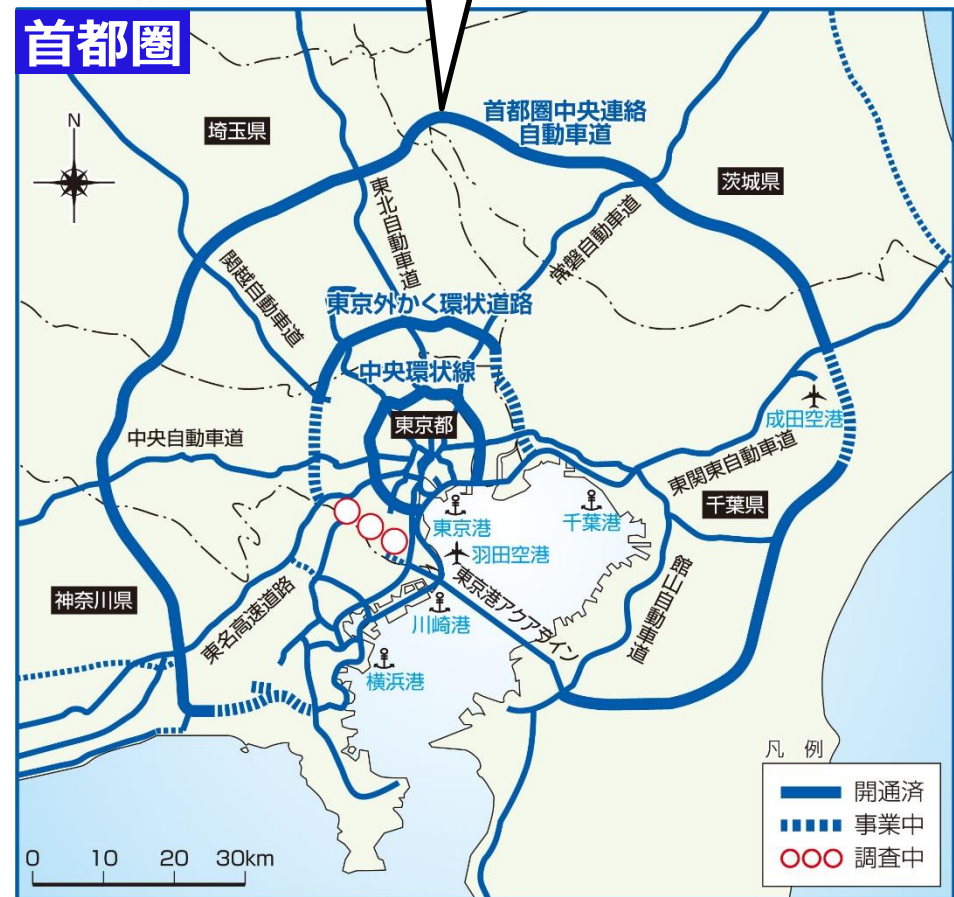 首都圏
N
埼玉県
首都圏中央連絡
自動車道
茨城県
東北自動車道
常磐自動車道
関越自動車道
東京外かく環状道路
中央環状線
東京都
成田空港
中央自動車道
東関東自動車道
千葉県
東京港
千葉港
羽田空港
神奈川県
東名高速道路
川崎港
東京港アクアライン
館山自動車道
横浜港
凡 例
開通済
事業中
調査中
0 10 20 30km